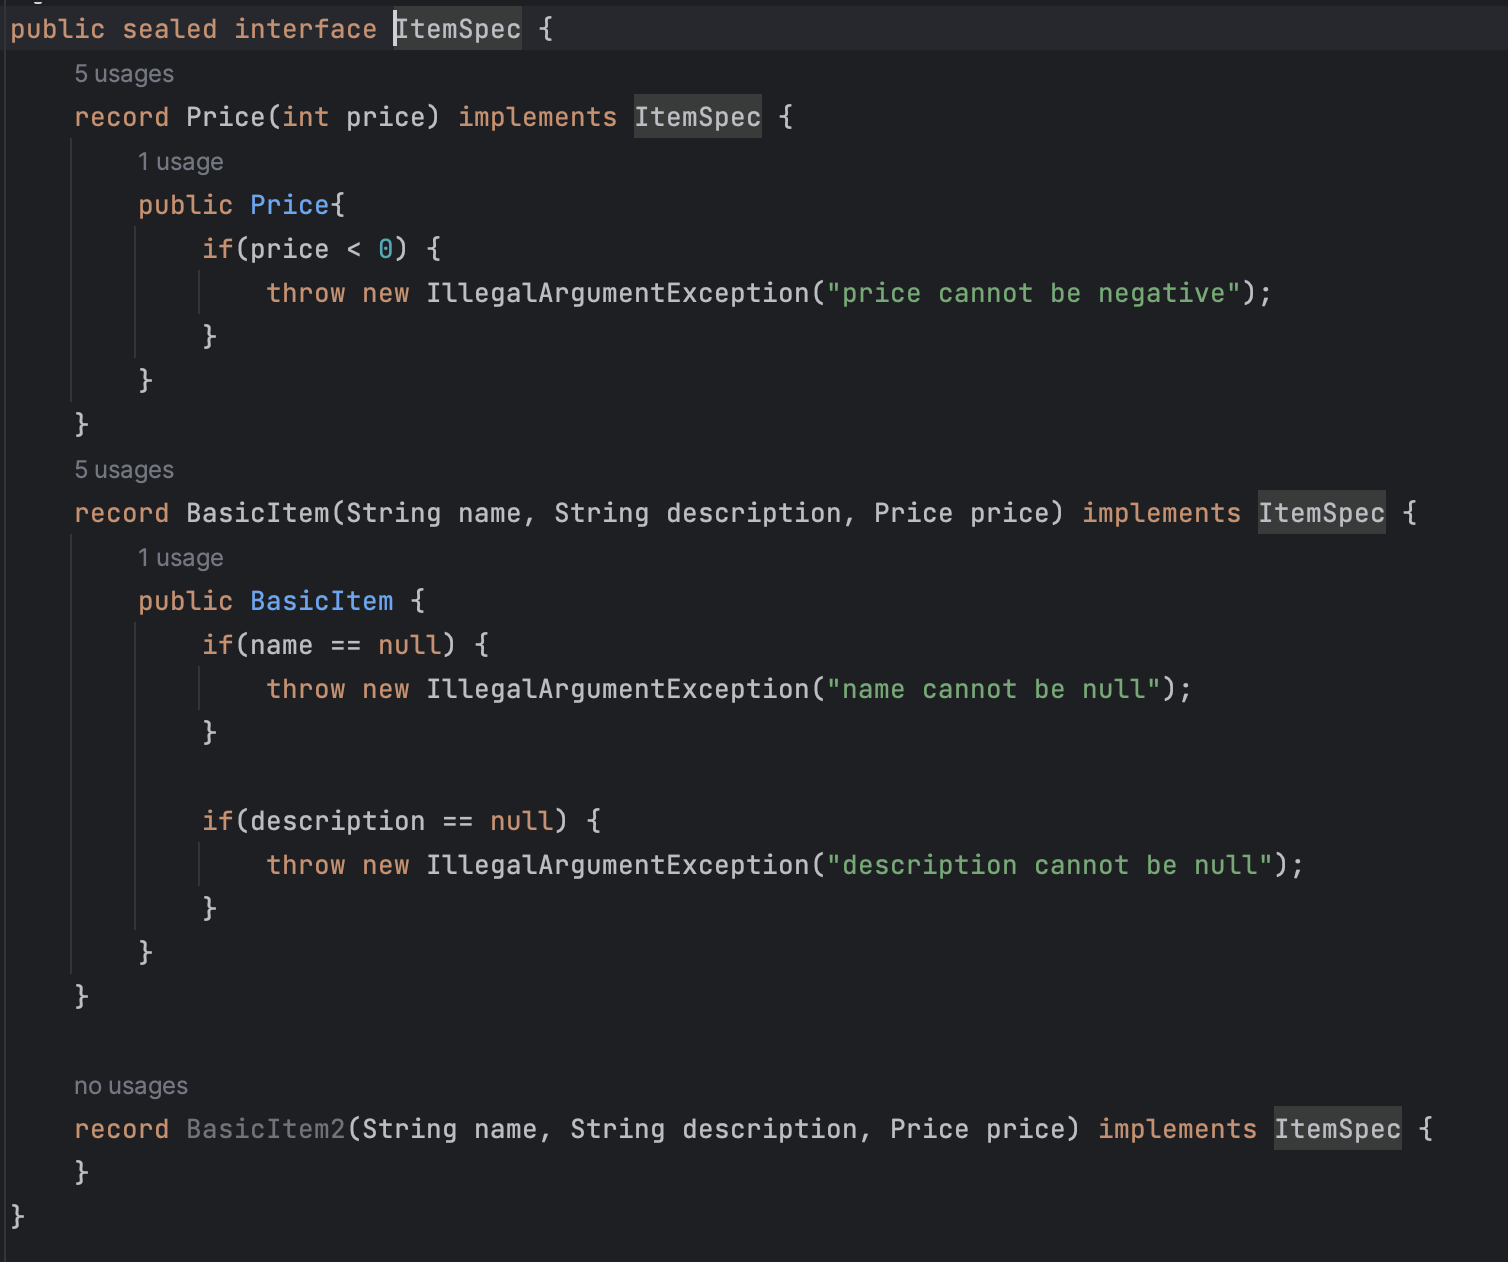 public sealed interface ItemSpec {
5 usages
record Price(int price) implements ItemSpec {
1 usage
public Price{
if(price < 0) {
throw new IllegalArgumentException("price cannot be negative");
}
}
}
5 usages
record BasicItem(String name, String description, Price price) implements ItemSpec {
1 usage
public BasicItem {
if(name == null) {
throw new IllegalArgumentException("name cannot be null");
}
if(description == null) {
throw new IllegalArgumentException("description cannot be null");
}
}
}
no usages
record BasicItem2(String name, String description, Price price) implements ItemSpec {
}
}